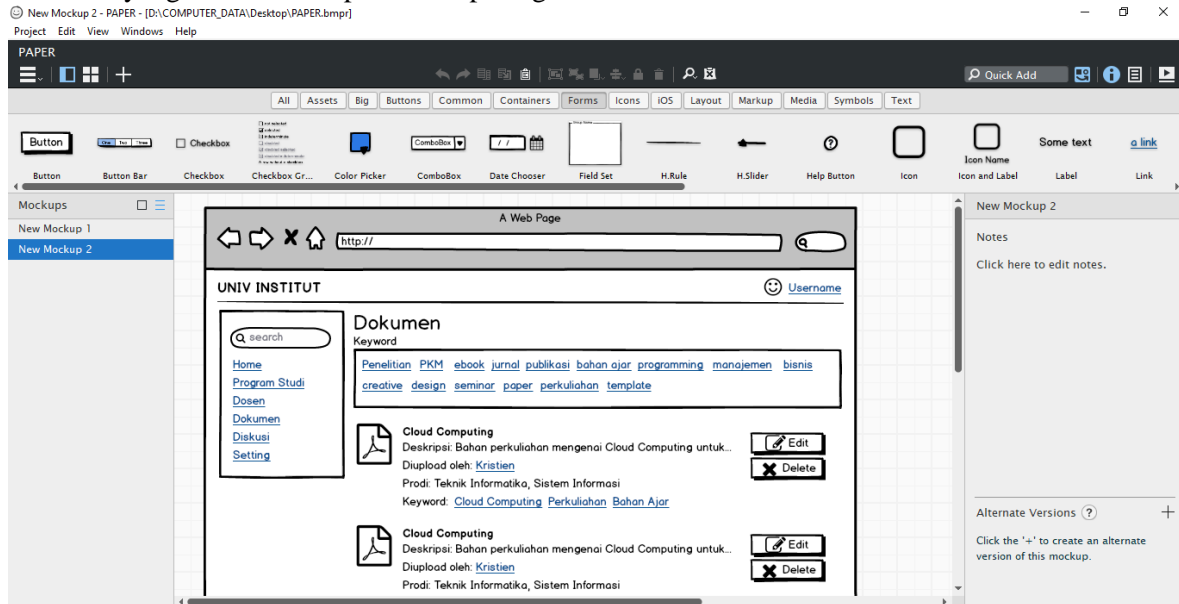 New Mockup 2 - PAPER - [D:\COMPUTER_DATA\Desktop\PAPER.bmpr]
Project Edit View Windows Help
PAPER
Quick Add
All Assets Big Buttons Common Containers Forms Icons iOS Layout Markup Media Symbols Text
Button One Two Three Checkbox ComboBox / / Icon Name Some text a link
Button Button Bar Checkbox Checkbox Gr... Color Picker ComboBox Date Chooser Field Set H.Rule H.Slider Help Button Icon Icon and Label Label Link
Mockups
New Mockup 1
New Mockup 2
A Web Page
http://
UNIV INSTITUT
Username
search
Home
Program Studi
Dosen
Dokumen
Diskusi
Setting
Dokumen
Keyword
Penelitian PKM ebook jurnal publikasi bahan ajar programming manajemen bisnis
creative design seminar paper perkuliahan template
Cloud Computing
Deskripsi: Bahan perkuliahan mengenai Cloud Computing untuk...
Diupload oleh: Kristien
Prodi: Teknik Informatika, Sistem Informasi
Keyword: Cloud Computing Perkuliahan Bahan Ajar
Edit
Delete
Cloud Computing
Deskripsi: Bahan perkuliahan mengenai Cloud Computing untuk...
Diupload oleh: Kristien
Prodi: Teknik Informatika, Sistem Informasi
Edit
Delete
New Mockup 2
Notes
Click here to edit notes.
Alternate Versions ?
Click the '+' to create an alternate
version of this mockup.